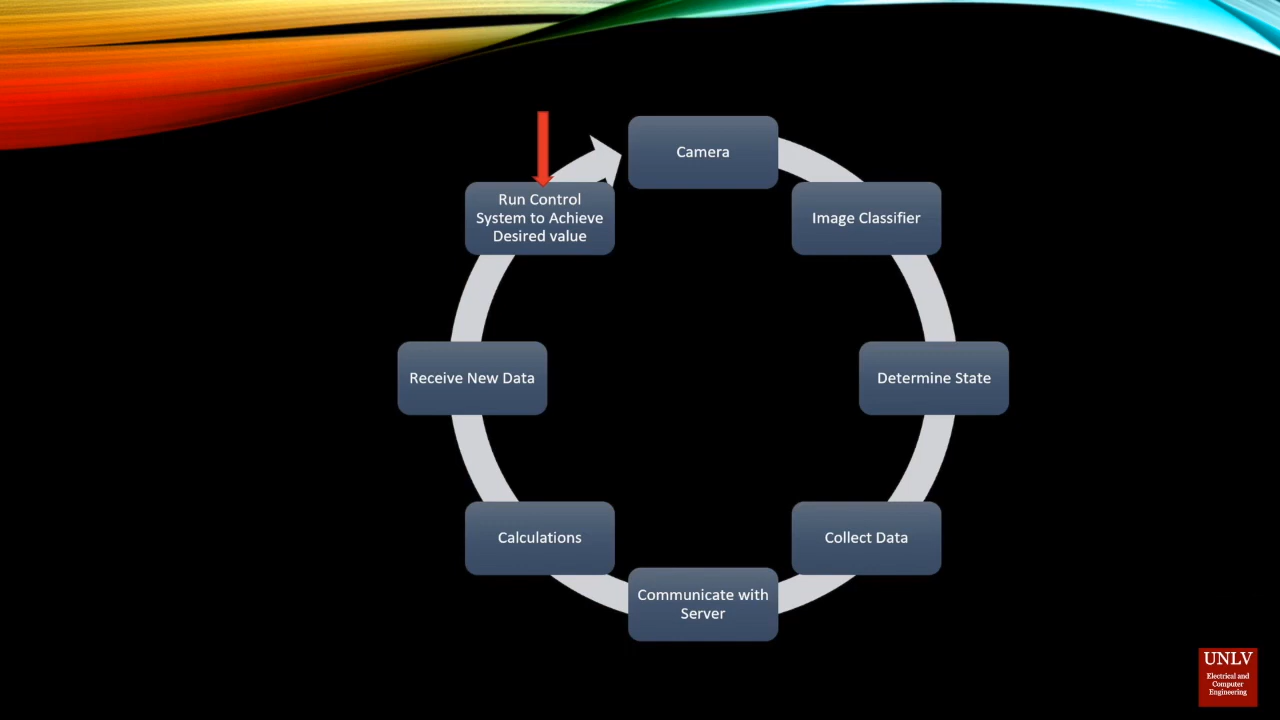 Camera
Image Classifier
Determine State
Collect Data
Communicate with
Server
Calculations
Receive New Data
Run Control
System to Achieve
Desired value
UNLV
Electrical and
Computer
Engineering